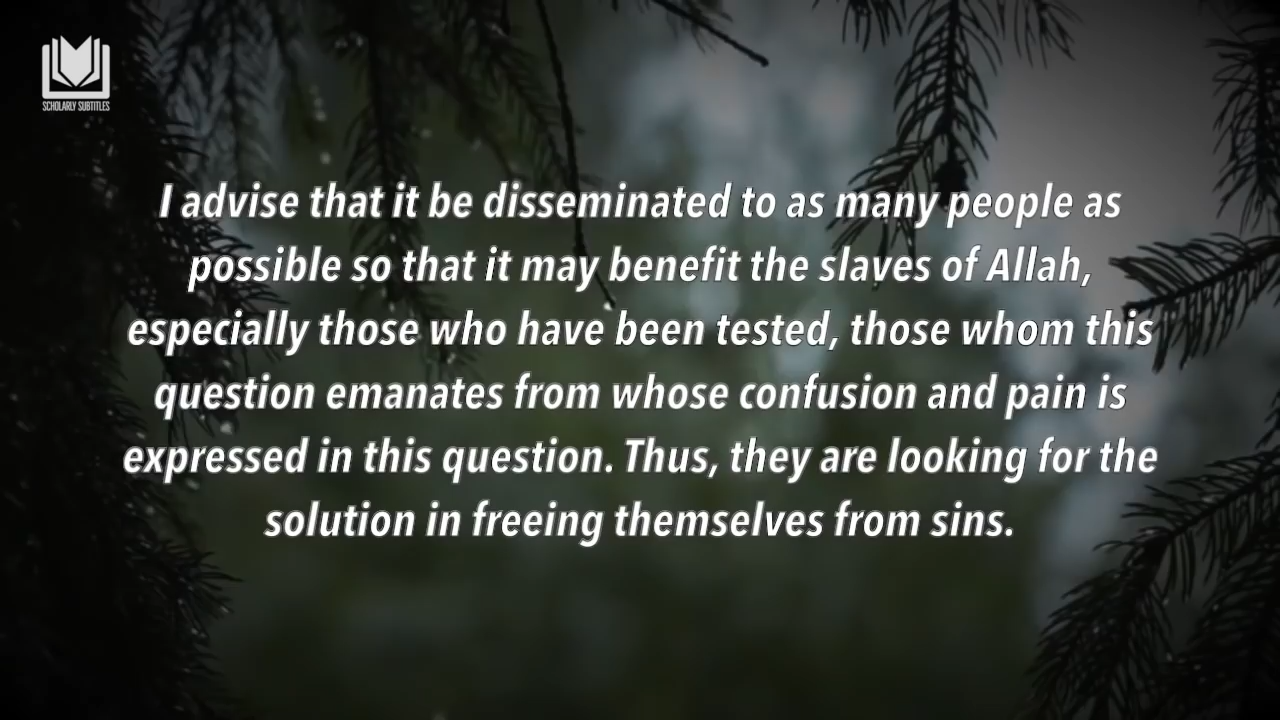 SCHOLARLY SUBTITLES
I advise that it be disseminated to as many people as
possible so that it may benefit the slaves of Allah,
especially those who have been tested, those whom this
question emanates from whose confusion and pain is
expressed in this question. Thus, they are looking for the
solution in freeing themselves from sins.